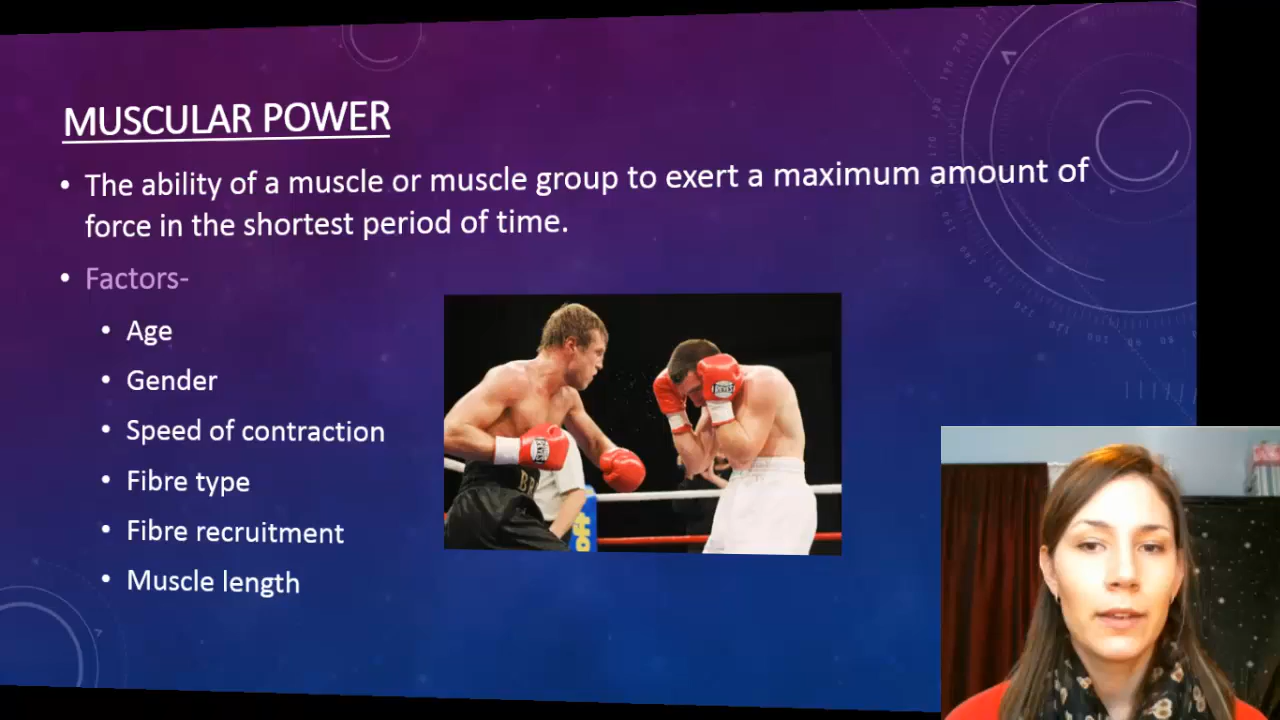 MUSCULAR POWER
• The ability of a muscle or muscle group to exert a maximum amount of
force in the shortest period of time.
• Factors-
• Age
• Gender
• Speed of contraction
• Fibre type
• Fibre recruitment
• Muscle length